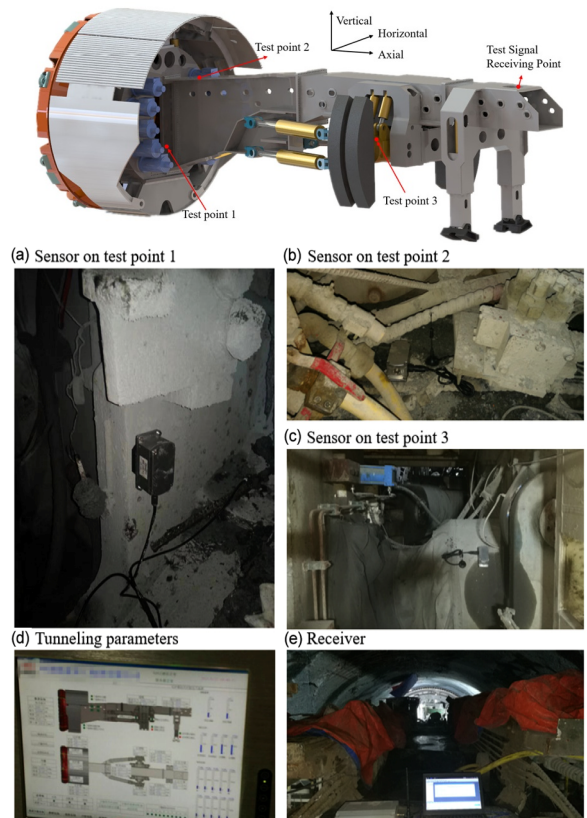 Vertical
Horizontal
Axial
Test point 2
Test Signal
Receiving Point
Test point 3
Test point 1
(a) Sensor on test point 1
(b) Sensor on test point 2
(c) Sensor on test point 3
(d) Tunneling parameters
(e) Receiver